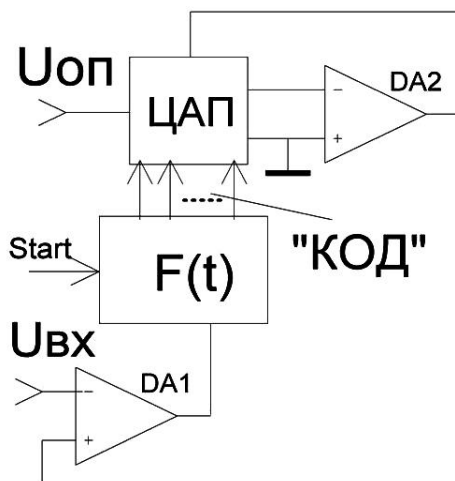 Uоп
ЦАП
DA2
−
+
Start
F(t)
"КОД"
Uвх
DA1
−
+